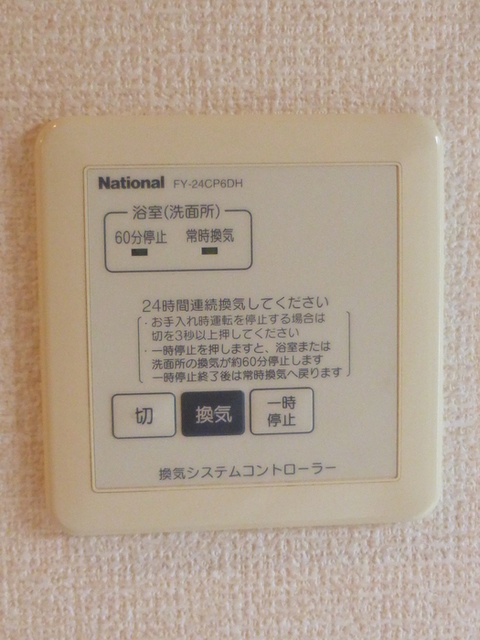 National FY-24CP6DH
浴室(洗面所)
60分停止 常時換気
24時間連続換気してください
・お手入れ時運転を停止する場合は
切を3秒以上押してください
・一時停止を押しますと、浴室または
洗面所の換気が約60分停止します
一時停止終了後は常時換気へ戻ります
切 換気 一時
停止
換気システムコントローラー